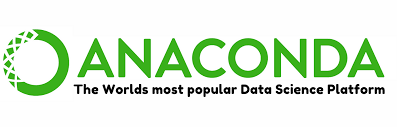 ANACONDA
The Worlds most popular Data Science Platform